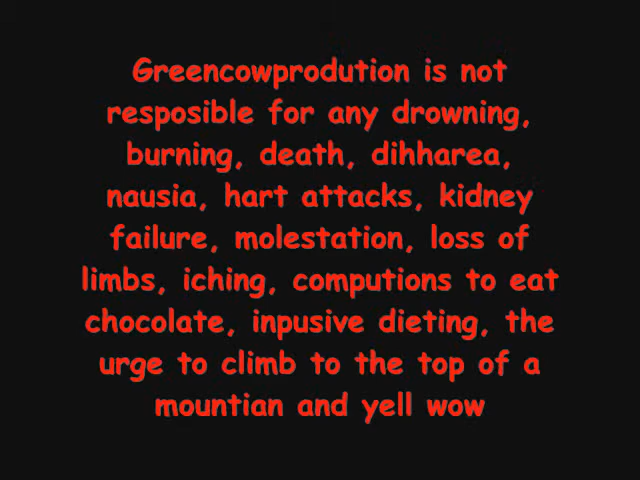 Greencowprodution is not
resposible for any drowning,
burning, death, dihharea,
nausia, hart attacks, kidney
failure, molestation, loss of
limbs, iching, computions to eat
chocolate, inpusive dieting, the
urge to climb to the top of a
mountian and yell wow